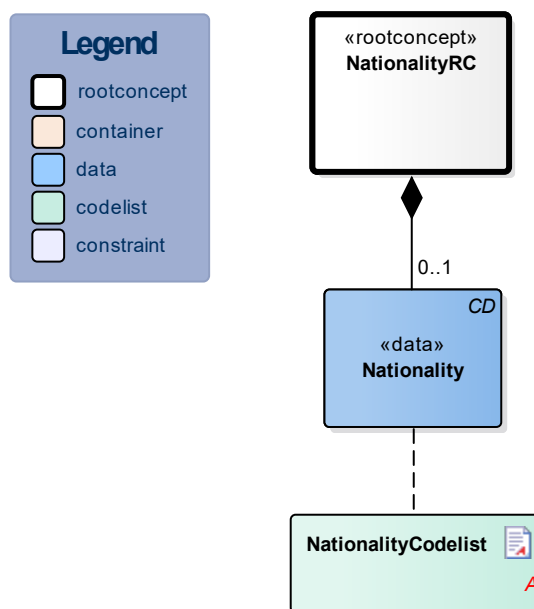 Legend
rootconcept
container
data
codelist
constraint
«rootconcept»
NationalityRC
0..1
CD
«data»
Nationality
NationalityCodelist
A